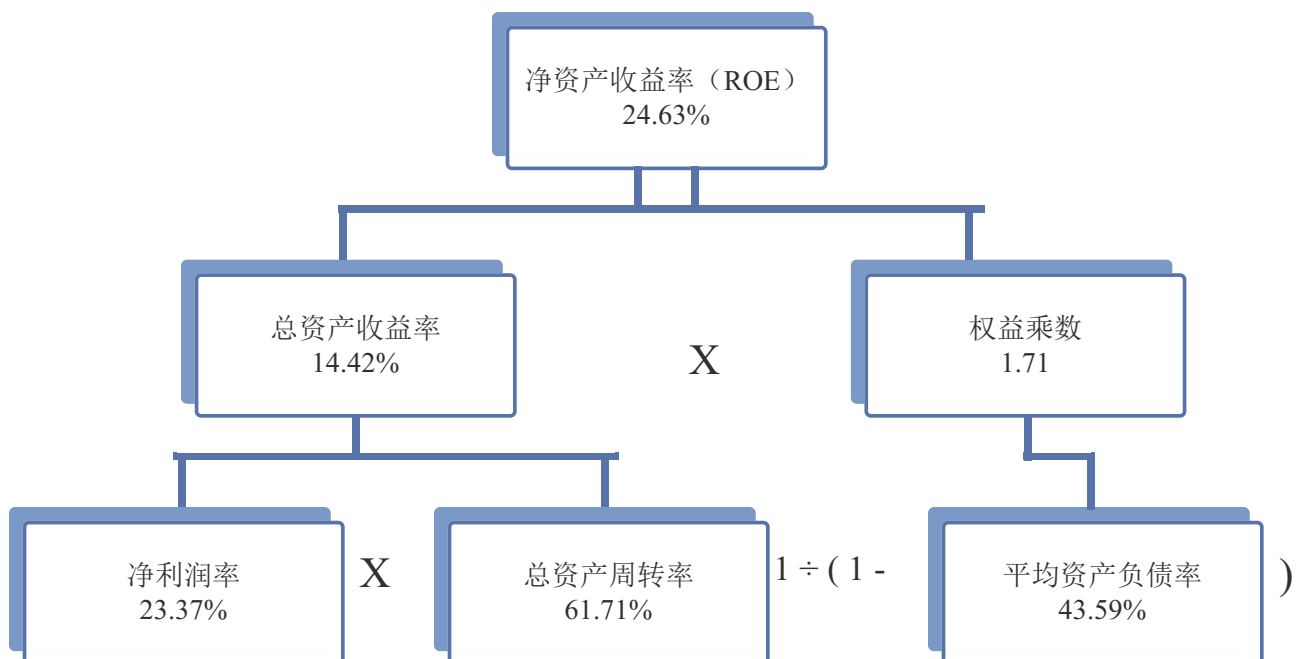 净资产收益率（ROE）
24.63%
总资产收益率
14.42%
X
权益乘数
1.71
净利润率
23.37%
X
总资产周转率
61.71%
1 ÷ ( 1 -
平均资产负债率
43.59%
)